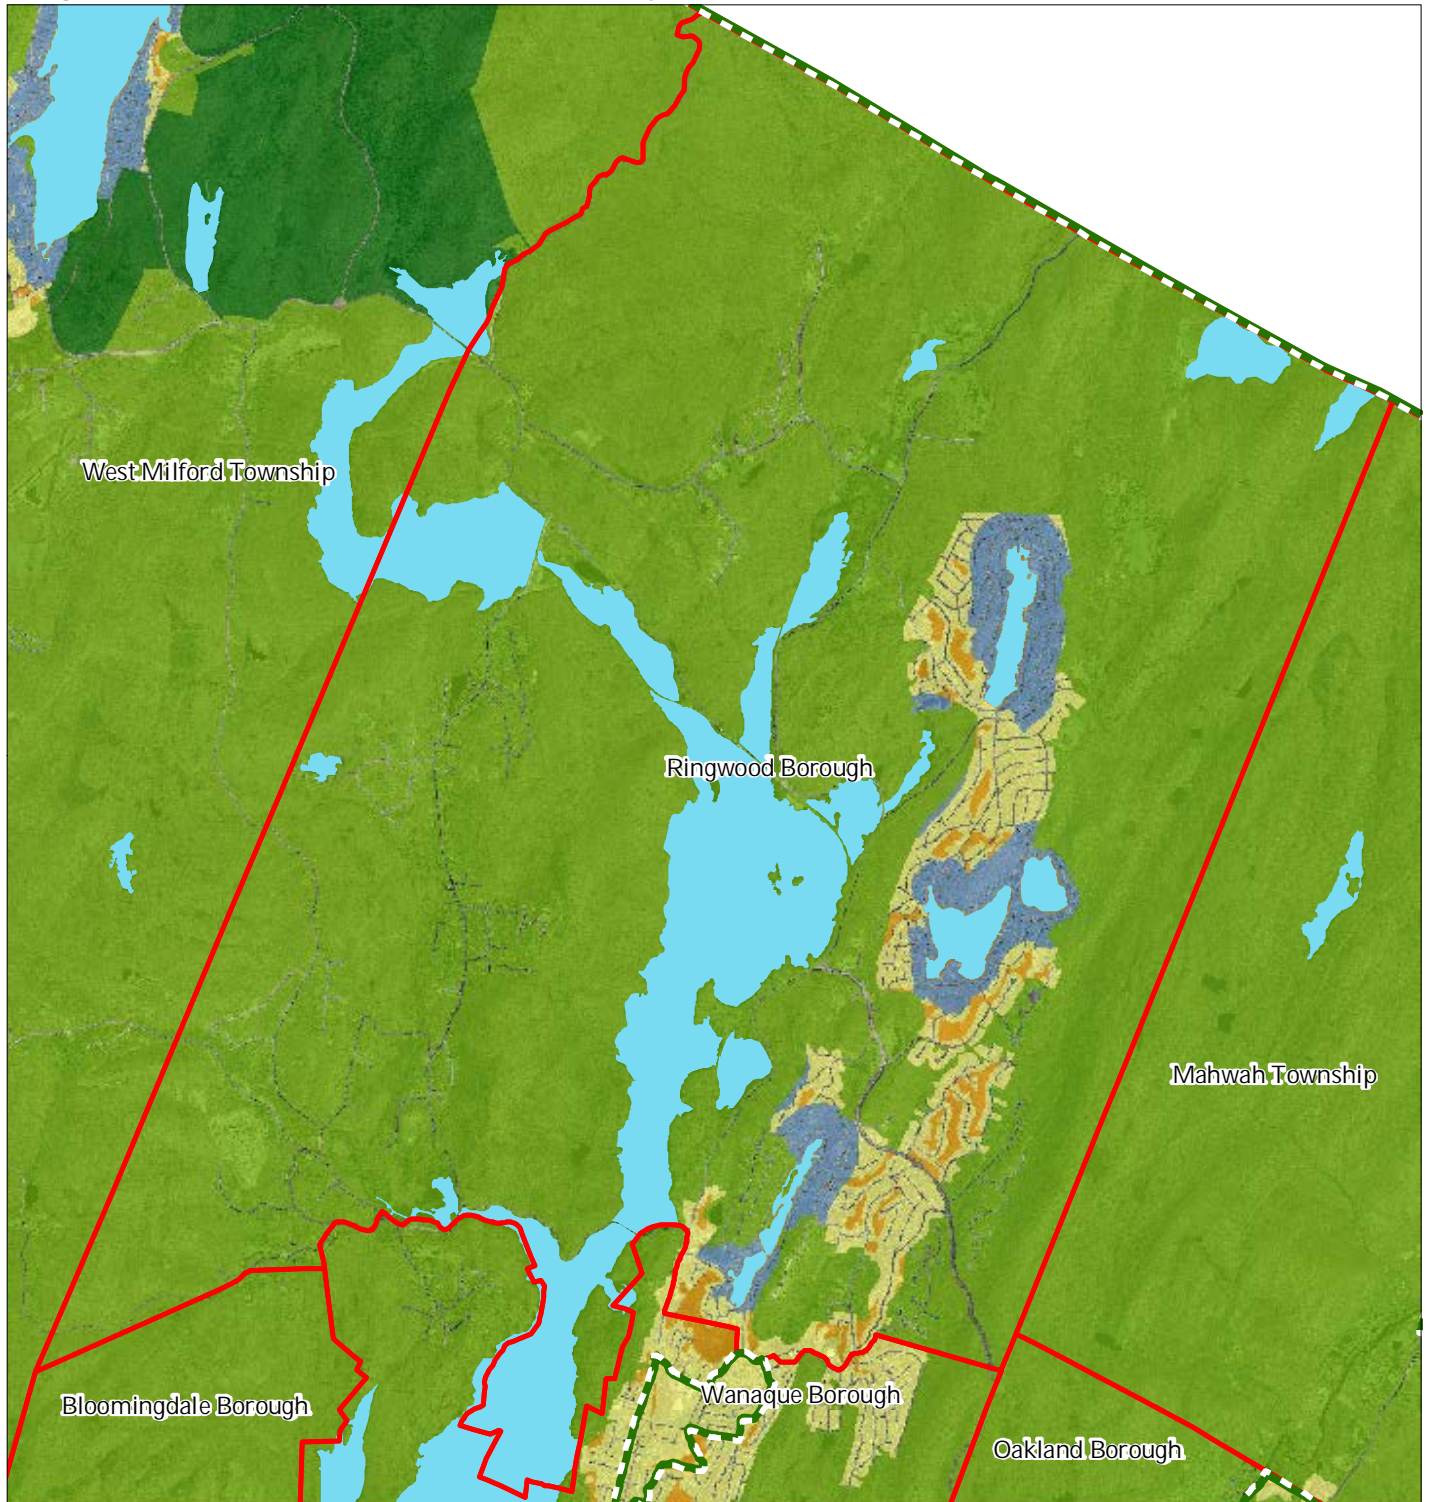 West Milford Township
Ringwood Borough
Mahwah Township
Wanaque Borough
Bloomingdale Borough
Oakland Borough